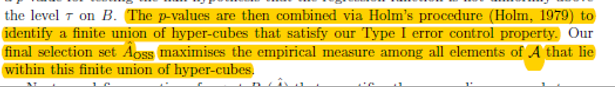 the level τ on B. The p-values are then combined via Holm's procedure (Holm, 1979) to
identify a finite union of hyper-cubes that satisfy our Type I error control property. Our
final selection set Â_OSS maximises the empirical measure among all elements of 𝒜 that lie
within this finite union of hyper-cubes.